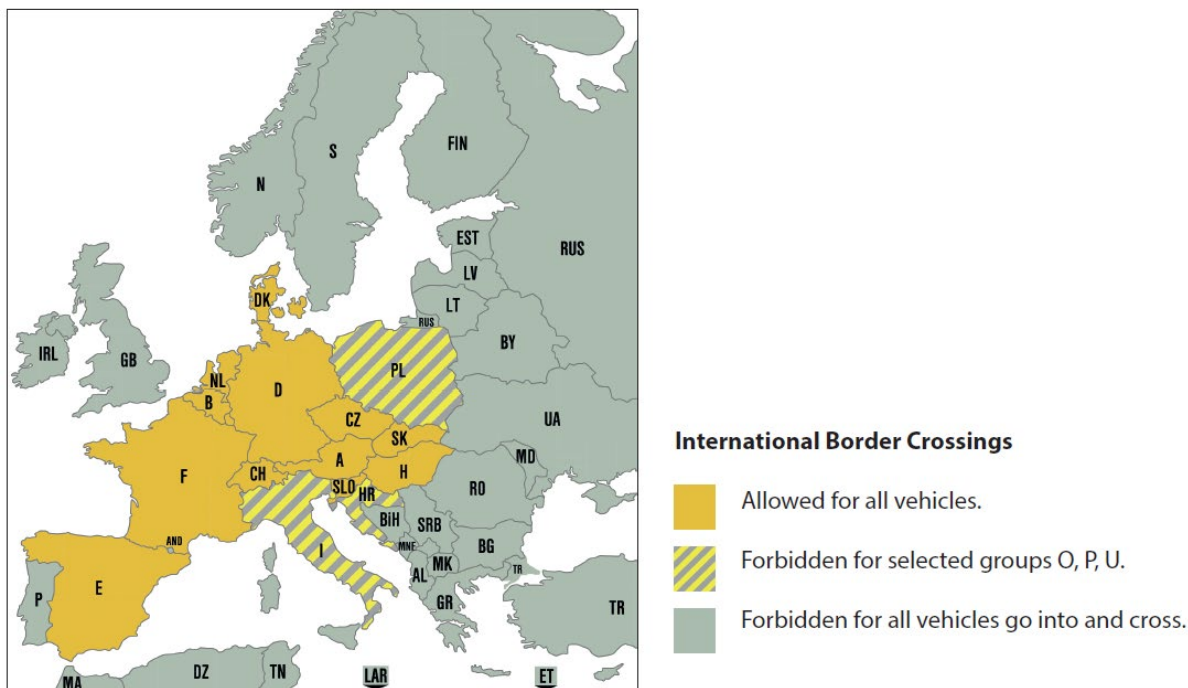 FIN
S
N
EST
RUS
LV
DK
LT
RUS
BY
IRL
GB
PL
NL
D
B
CZ
UA
SK
F
A
MD
CH
H
SLO
HR
RO
BiH
SRB
AND
MNE
BG
I
MK
TR
AL
E
P
GR
TR
DZ
TN
LAR
ET
MA
International Border Crossings
Allowed for all vehicles.
Forbidden for selected groups O, P, U.
Forbidden for all vehicles go into and cross.